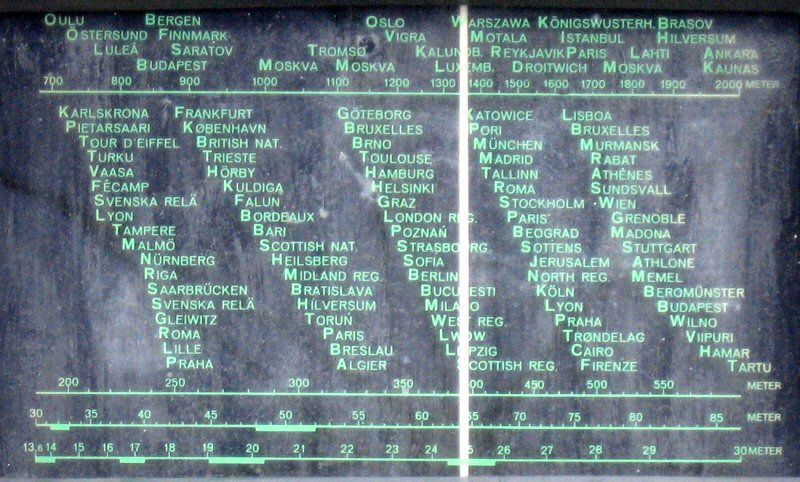 OULU BERGEN OSLO WARSZAWA KÖNIGSWUSTERH. BRASOV
ÖSTERSUND FINNMARK VIGRA MOTALA ISTANBUL HILVERSUM
LULEÅ SARATOV TROMSØ KALUNDB. REYKJAVIK PARIS LAHTI ANKARA
BUDAPEST MOSKVA MOSKVA LUXEMB. DROITWICH MOSKVA KAUNAS
700 800 900 1000 1100 1200 1300 1400 1500 1600 1700 1800 1900 2000 METER
KARLSKRONA FRANKFURT GÖTEBORG KATOWICE LISBOA
PIETARSAARI KØBENHAVN BRUXELLES PORI BRUXELLES
TOUR D'EIFFEL BRITISH NAT. BRNO MÜNCHEN MURMANSK
TURKU TRIESTE TOULOUSE MADRID RABAT
VAASA HÖRBY HAMBURG TALLINN ATHÈNES
FÉCAMP KULDIGA HELSINKI ROMA SUNDSVALL
SVENSKA RELÄ FALUN GRAZ STOCKHOLM WIEN
LYON BORDEAUX LONDON REG. PARIS GRENOBLE
TAMPERE BARI POZNAŃ BEOGRAD MADONA
MALMÖ SCOTTISH NAT. STRASBOURG SOTTENS STUTTGART
NÜRNBERG HEILSBERG SOFIA JERUSALEM ATHLONE
RIGA MIDLAND REG. BERLIN NORTH REG. MEMEL
SAARBRÜCKEN BRATISLAVA BUCURESTI KÖLN BEROMÜNSTER
SVENSKA RELÄ HILVERSUM MILANO LYON BUDAPEST
GLEIWITZ TORUŃ WEST REG. PRAHA WILNO
ROMA PARIS LWOW TRØNDELAG VIIPURI
LILLE BRESLAU LEIPZIG CAIRO HAMAR
PRAHA ALGIER SCOTTISH REG. FIRENZE TARTU
200 250 300 350 400 450 500 550 METER
30 35 40 45 50 55 60 65 70 75 80 85 METER
13,6 14 15 16 17 18 19 20 21 22 23 24 25 26 27 28 29 30 METER